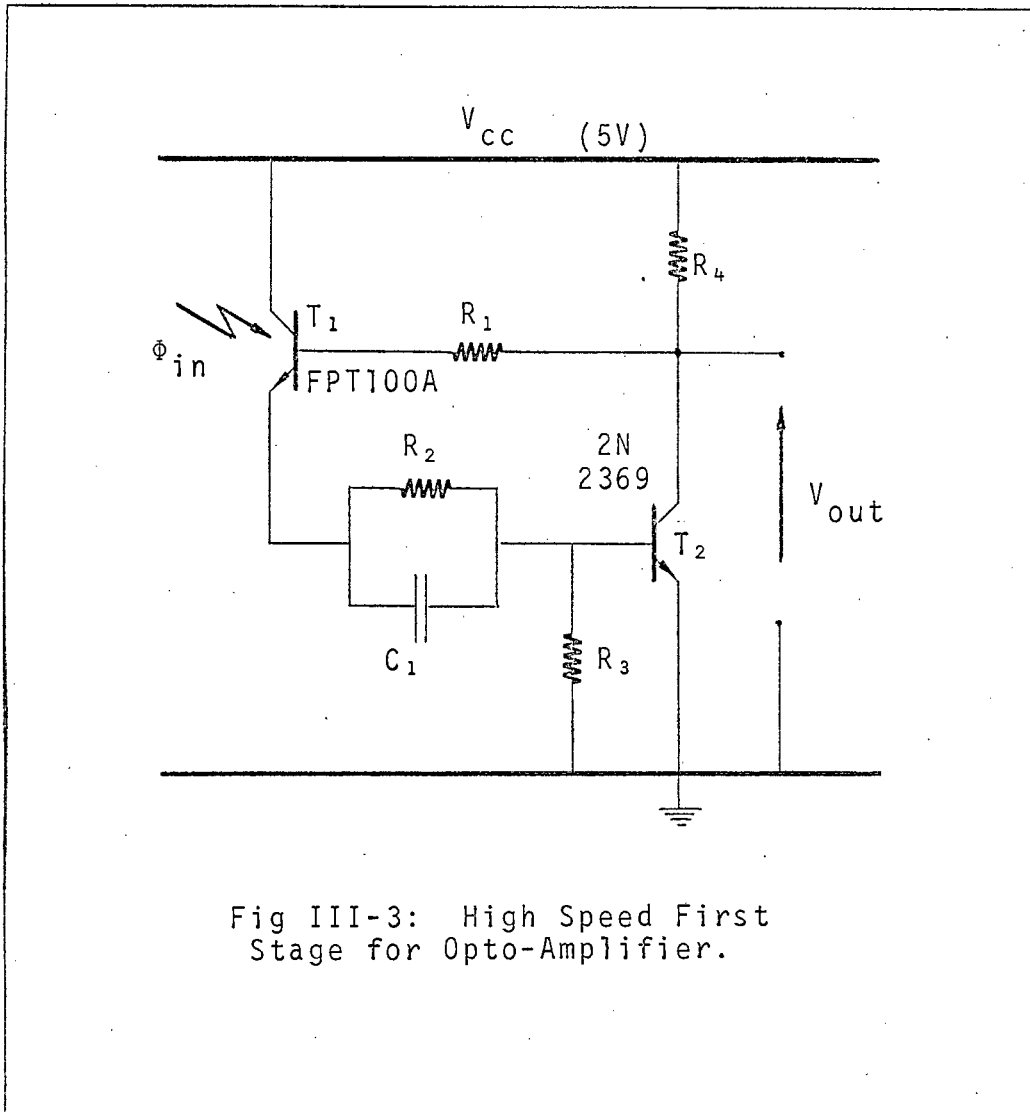 Vcc (5V)
R4
T1
R1
Φin
FPT100A
R2
2N
2369
Vout
T2
C1
R3
Fig III-3: High Speed First
Stage for Opto-Amplifier.